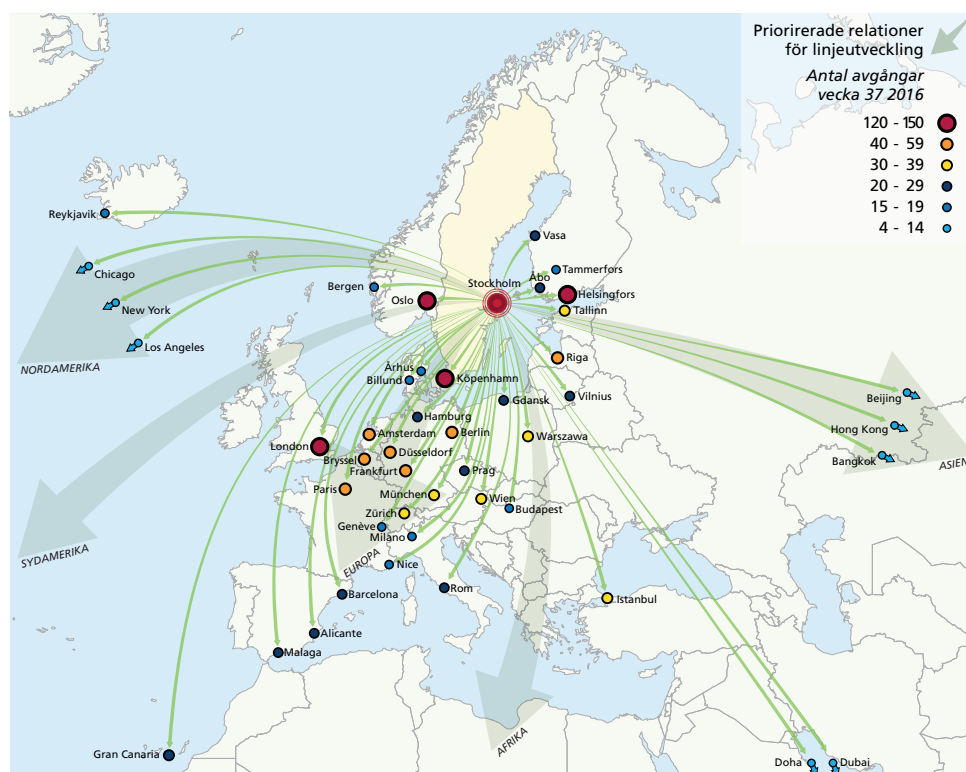 Priorirerade relationer
för linjeutveckling
Antal avgångar
vecka 37 2016
120 - 150
40 - 59
30 - 39
20 - 29
15 - 19
4 - 14
Reykjavik
Vasa
Chicago
Tammerfors
Åbo
Stockholm
Bergen
Oslo
Helsingfors
New York
Tallinn
Los Angeles
NORDAMERIKA
Riga
Århus
Billund
Köpenhamn
Beijing
Vilnius
Gdansk
Hamburg
Hong Kong
Amsterdam
Berlin
Warszawa
London
Düsseldorf
Bryssel
Bangkok
ASIEN
Frankfurt
Prag
Paris
München
Wien
Zürich
Budapest
Genève
Milano
SYDAMERIKA
EUROPA
Nice
Rom
Barcelona
Istanbul
Alicante
Malaga
AFRIKA
Gran Canaria
Doha
Dubai